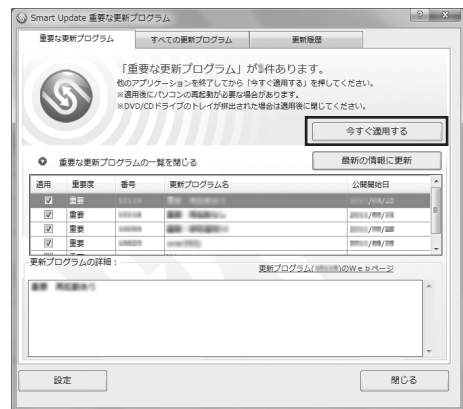 Smart Update 重要な更新プログラム
重要な更新プログラム
すべての更新プログラム
更新履歴
「重要な更新プログラム」が件あります。
他のアプリケーションを終了してから「今すぐ適用する」を押してください。
※適用後にパソコンの再起動が必要な場合があります。
※DVD/CDドライブのトレイが排出された場合は適用後に閉じてください。
今すぐ適用する
重要な更新プログラムの一覧を閉じる
最新の情報に更新
適用 重要度 番号 更新プログラム名 公開開始日
重要
重要
重要
重要
更新プログラムの詳細：
更新プログラム( )のWebページ
設定
閉じる